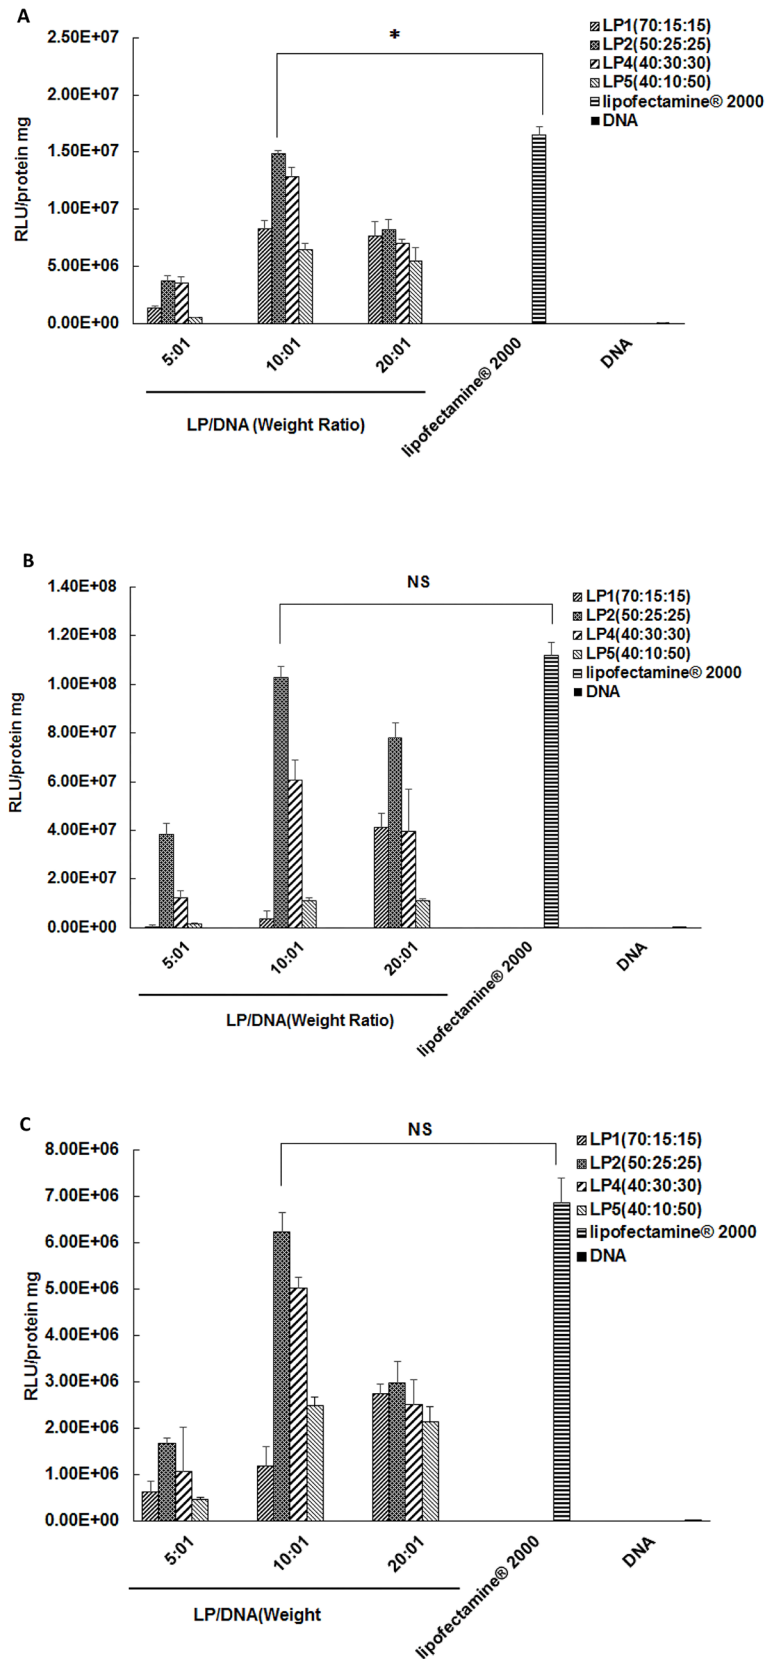 A
2.50E+07
2.00E+07
1.50E+07
1.00E+07
5.00E+06
0.00E+00
RLU/protein mg
*
LP1(70:15:15)
LP2(50:25:25)
LP4(40:30:30)
LP5(40:10:50)
lipofectamine® 2000
DNA
5:01
10:01
20:01
lipofectamine® 2000
DNA
LP/DNA (Weight Ratio)
B
1.40E+08
1.20E+08
1.00E+08
8.00E+07
6.00E+07
4.00E+07
2.00E+07
0.00E+00
RLU/protein mg
NS
LP1(70:15:15)
LP2(50:25:25)
LP4(40:30:30)
LP5(40:10:50)
lipofectamine® 2000
DNA
5:01
10:01
20:01
lipofectamine® 2000
DNA
LP/DNA(Weight Ratio)
C
8.00E+06
7.00E+06
6.00E+06
5.00E+06
4.00E+06
3.00E+06
2.00E+06
1.00E+06
0.00E+00
RLU/protein mg
NS
LP1(70:15:15)
LP2(50:25:25)
LP4(40:30:30)
LP5(40:10:50)
lipofectamine® 2000
DNA
5:01
10:01
20:01
lipofectamine® 2000
DNA
LP/DNA(Weight